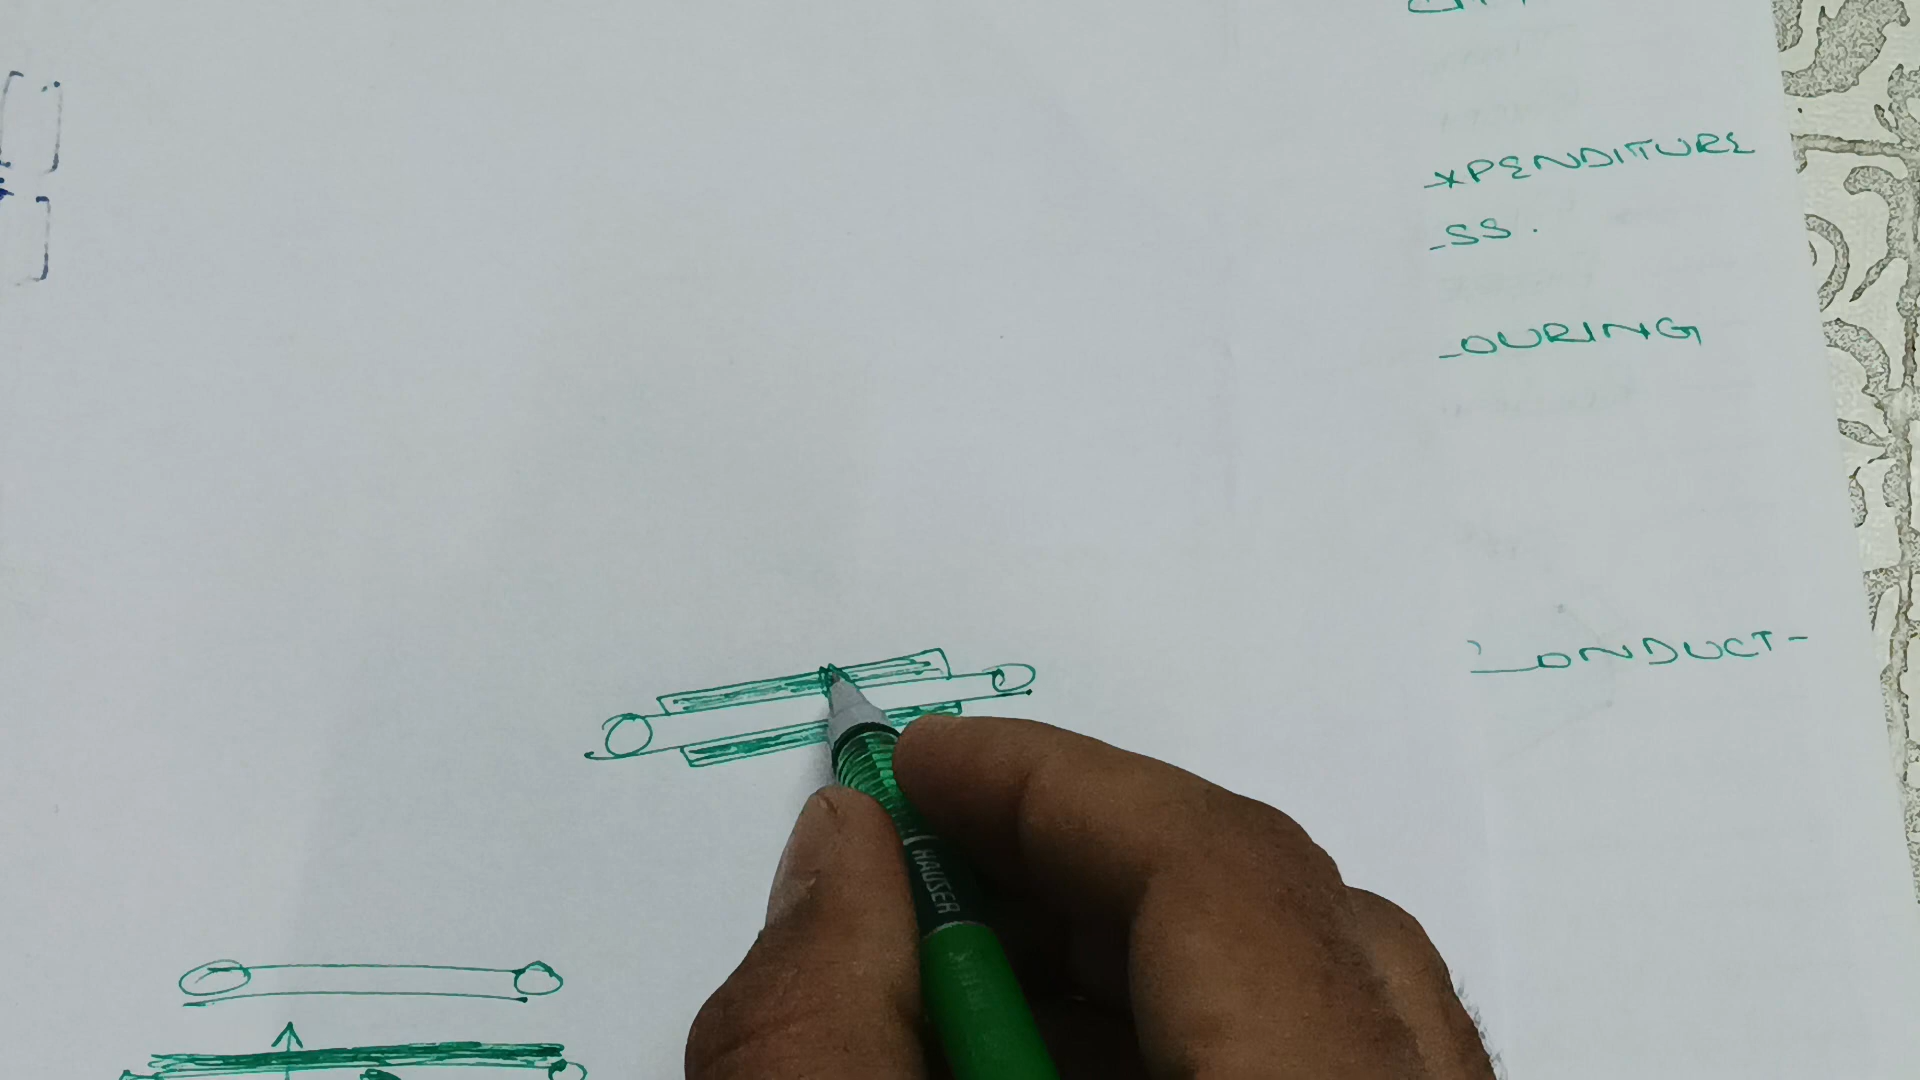 -XPENDITURE
-SS.
-OURING
-ONDUCT-
HAUSER